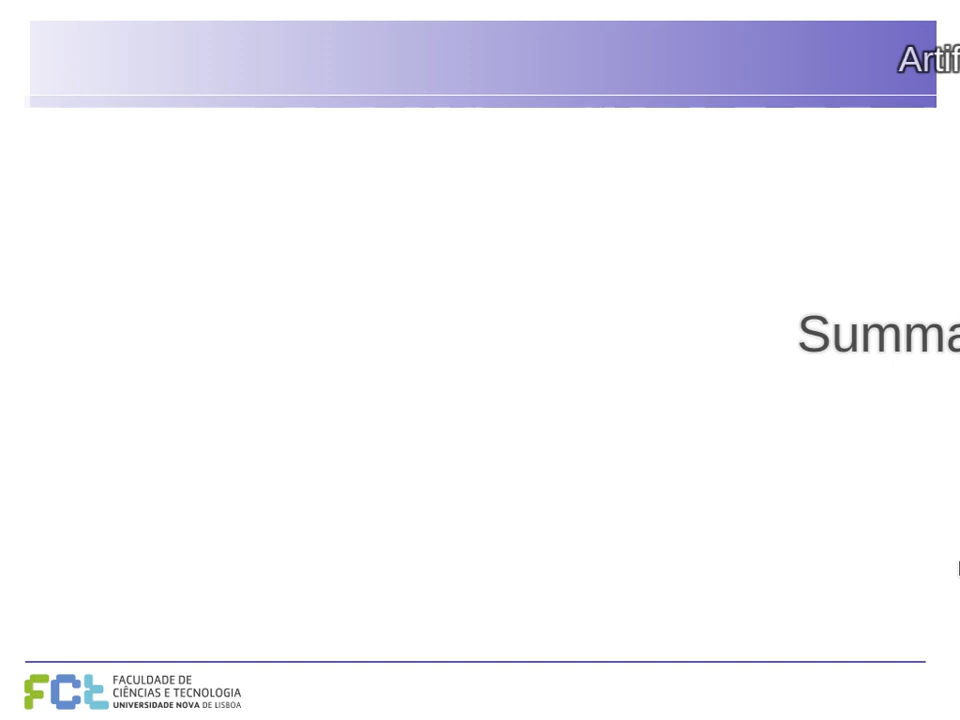 Artif
Summa
FACULDADE DE
CIÊNCIAS E TECNOLOGIA
UNIVERSIDADE NOVA DE LISBOA